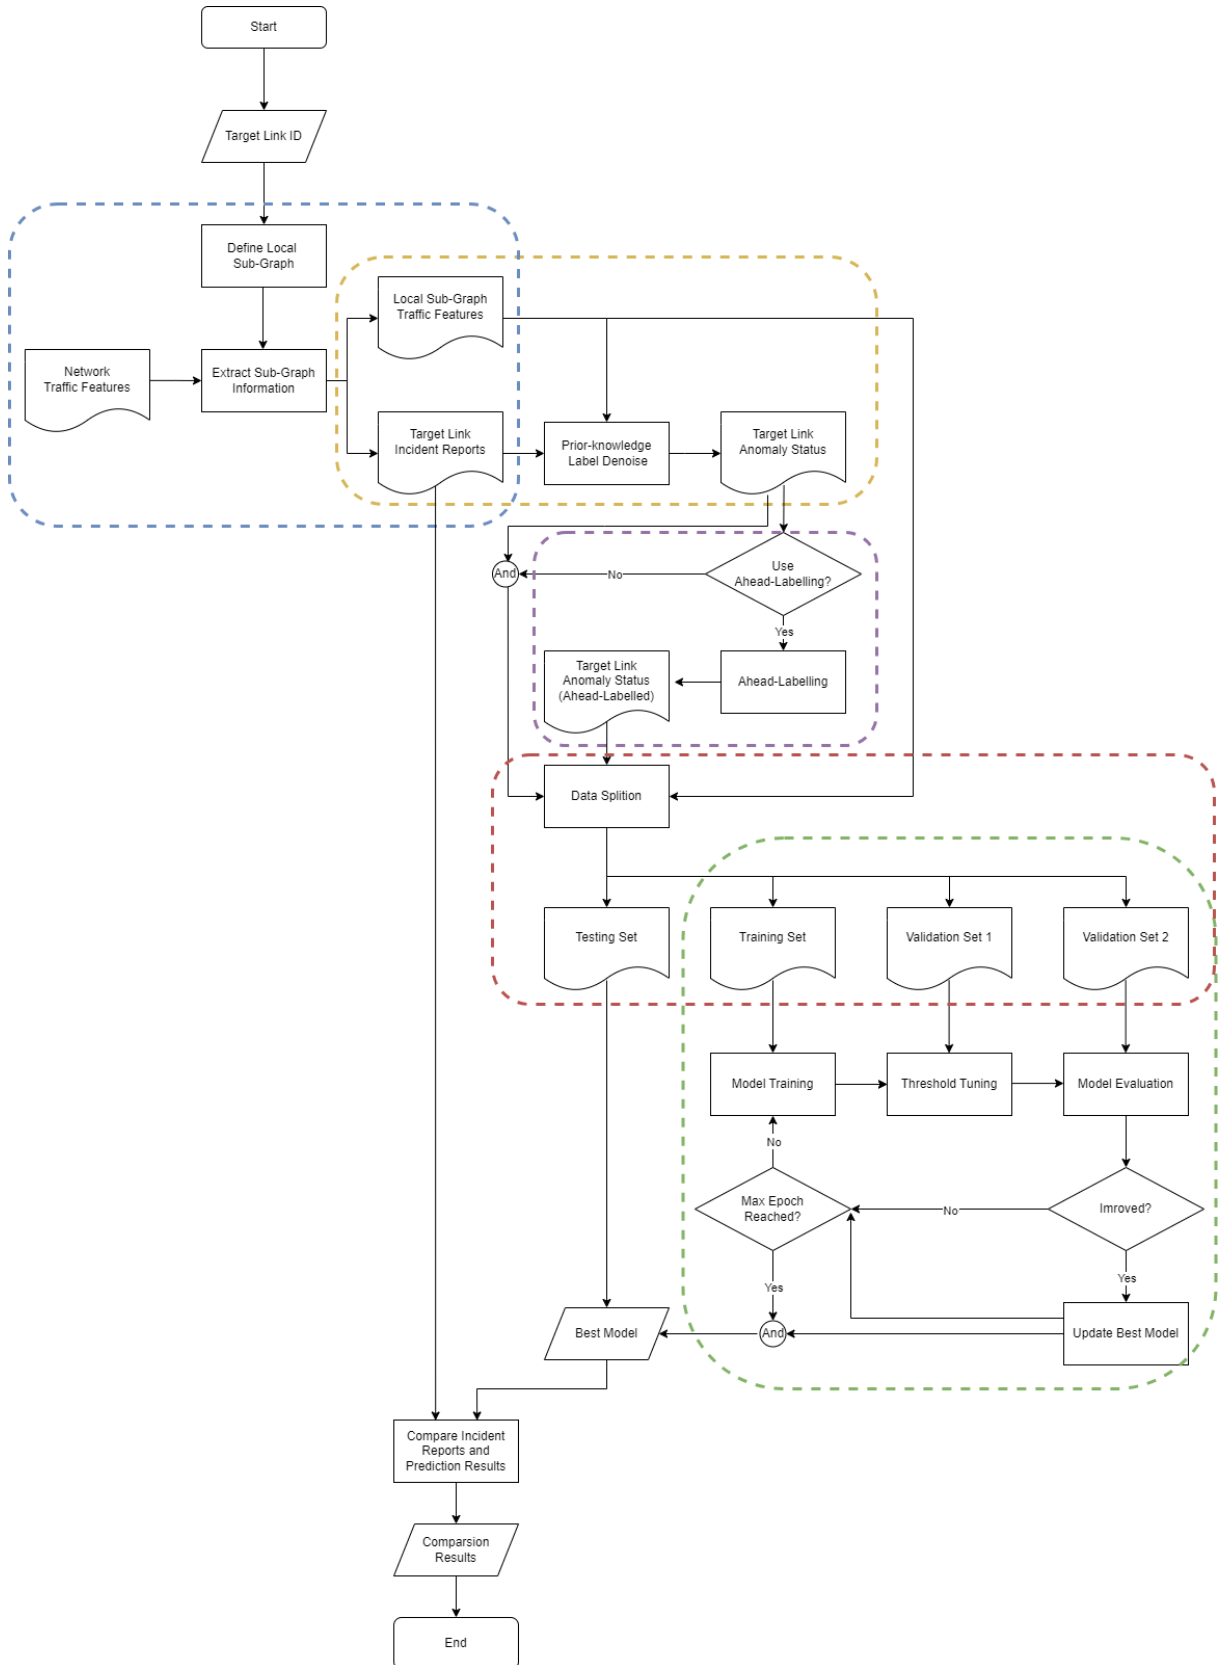 Start
Target Link ID
Define Local
Sub-Graph
Local Sub-Graph
Traffic Features
Network
Traffic Features
Extract Sub-Graph
Information
Target Link
Incident Reports
Prior-knowledge
Label Denoise
Target Link
Anomaly Status
And
No
Use
Ahead-Labelling?
Yes
Target Link
Anomaly Status
(Ahead-Labelled)
Ahead-Labelling
Data Splition
Testing Set
Training Set
Validation Set 1
Validation Set 2
Model Training
Threshold Tuning
Model Evaluation
No
Max Epoch
Reached?
No
Imroved?
Yes
Yes
Best Model
And
Update Best Model
Compare Incident
Reports and
Prediction Results
Comparsion
Results
End